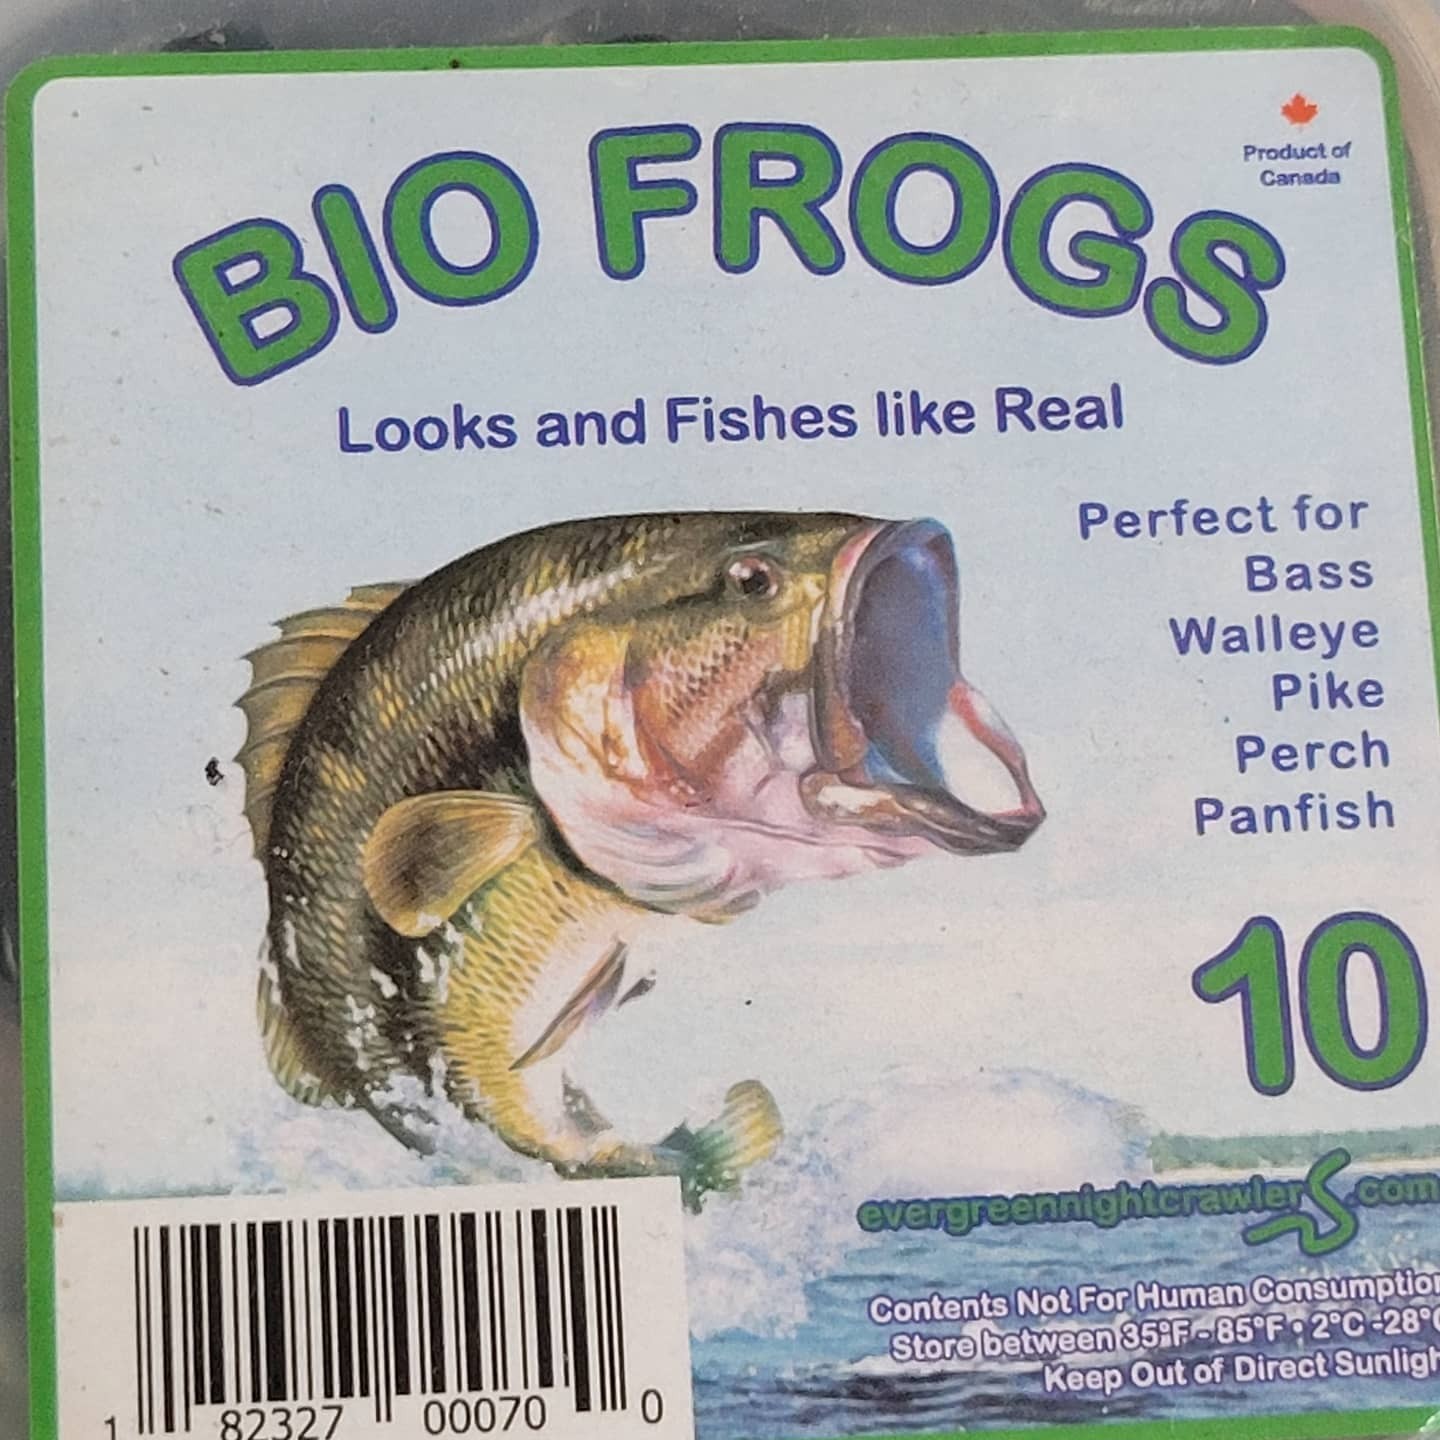 Product of
Canada
BIO FROGS
Looks and Fishes like Real
Perfect for
Bass
Walleye
Pike
Perch
Panfish
10
evergreennightcrawlers.com
Contents Not For Human Consumption
Store between 35°F - 85°F • 2°C -28°C
Keep Out of Direct Sunligh
1 82327 00070 0